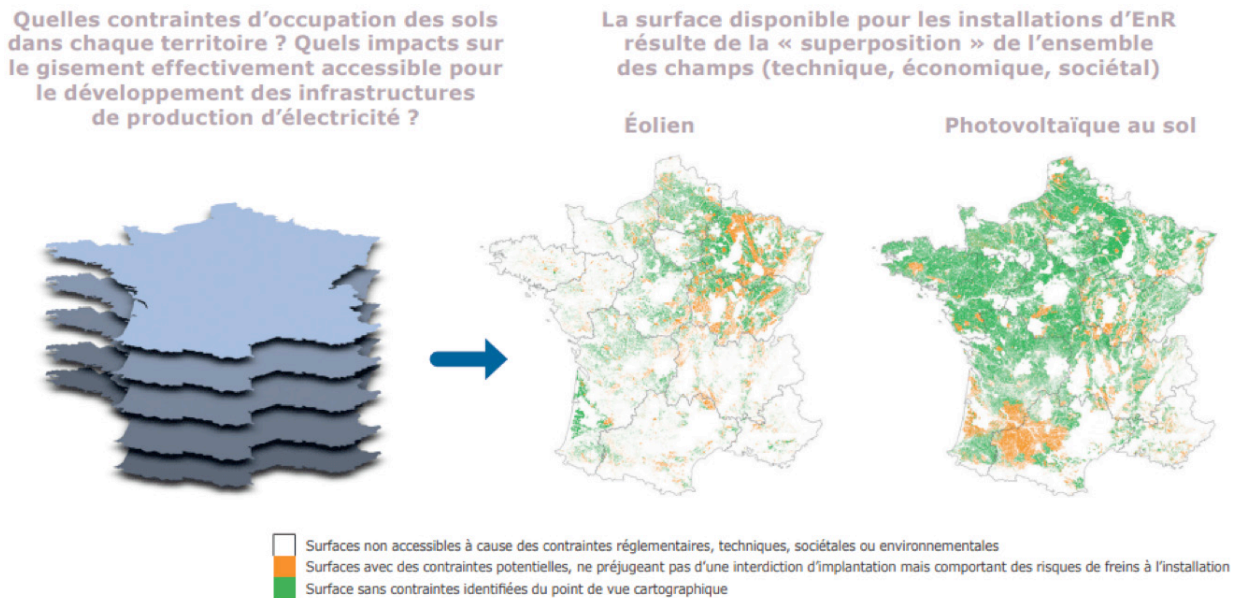 Quelles contraintes d’occupation des sols
dans chaque territoire ? Quels impacts sur
le gisement effectivement accessible pour
le développement des infrastructures
de production d’électricité ?
La surface disponible pour les installations d’EnR
résulte de la « superposition » de l’ensemble
des champs (technique, économique, sociétal)
Éolien
Photovoltaïque au sol
Surfaces non accessibles à cause des contraintes réglementaires, techniques, sociétales ou environnementales
Surfaces avec des contraintes potentielles, ne préjugeant pas d’une interdiction d’implantation mais comportant des risques de freins à l’installation
Surface sans contraintes identifiées du point de vue cartographique